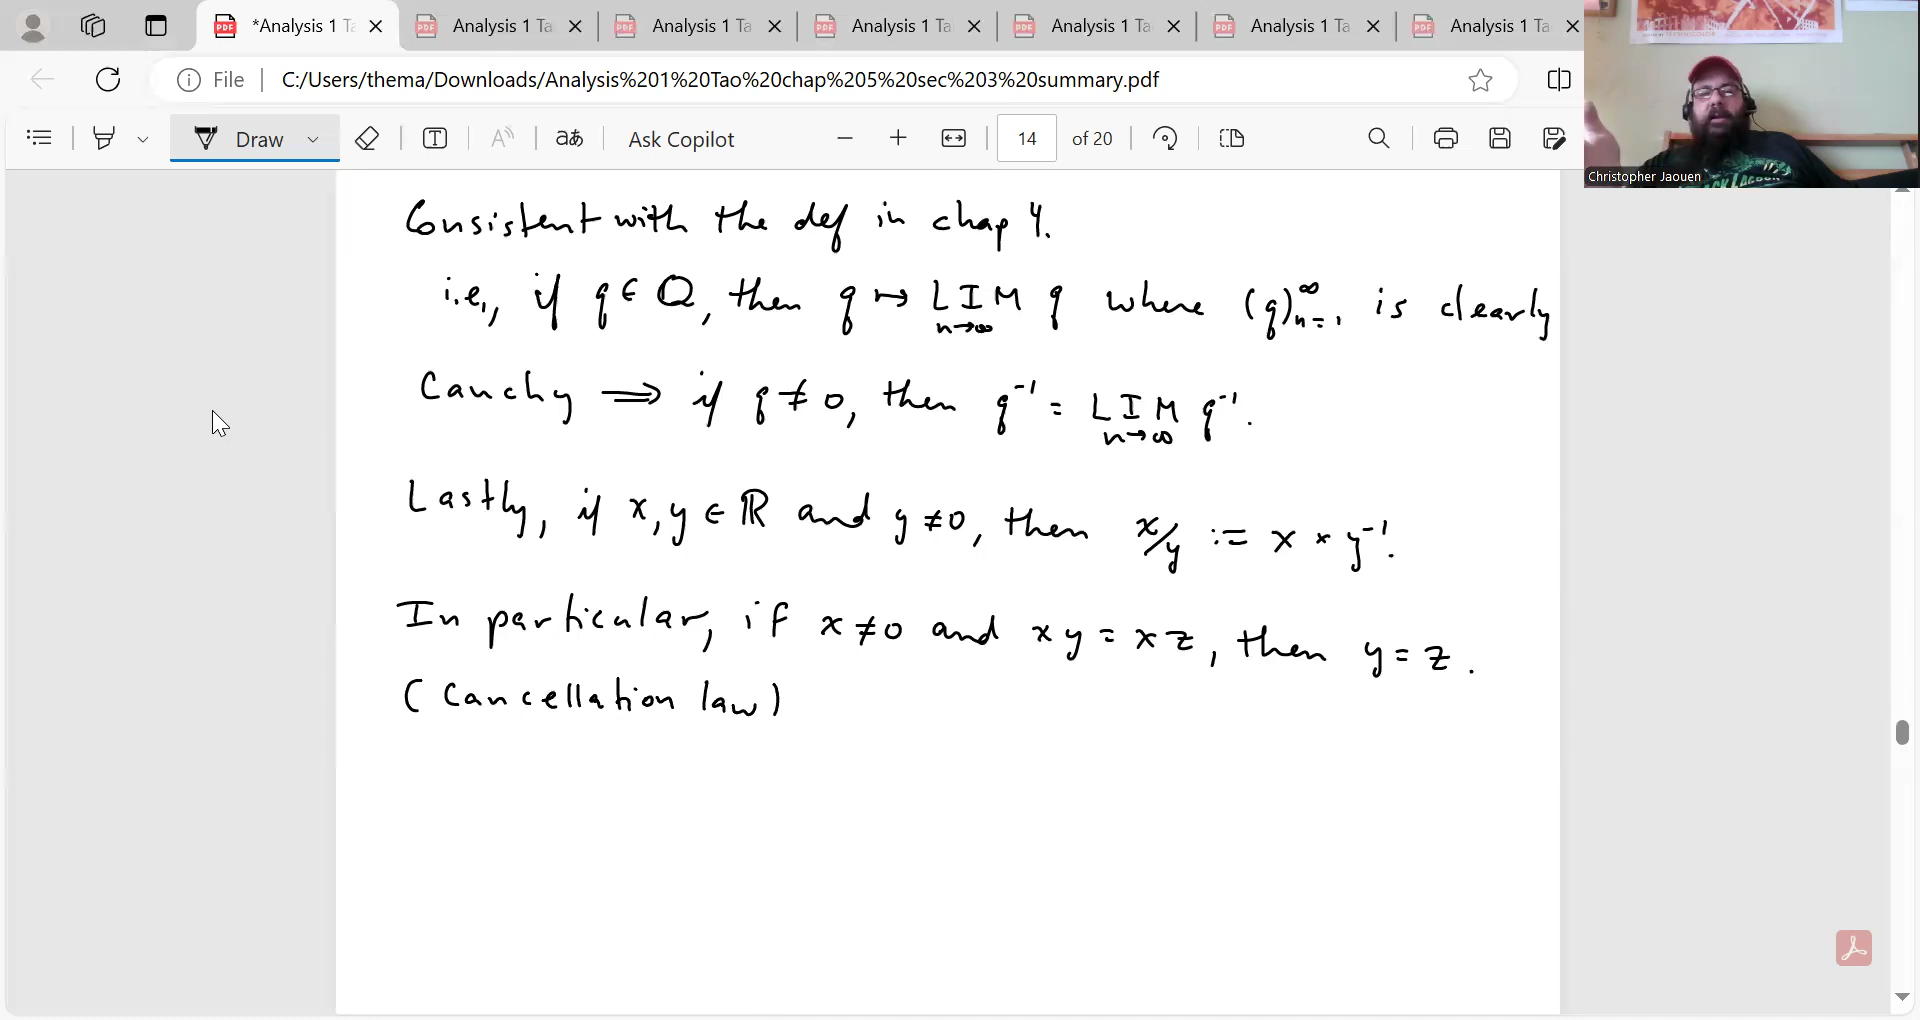 *Analysis 1 Ta
Analysis 1 Ta
Analysis 1 Ta
Analysis 1 Ta
Analysis 1 Ta
Analysis 1 Ta
Analysis 1 Ta
File
C:/Users/thema/Downloads/Analysis%201%20Tao%20chap%205%20sec%203%20summary.pdf
Draw
Ask Copilot
14 of 20
Christopher Jaouen
Consistent with the def in chap 4.
i.e., if q ∈ ℚ, then q ↦ LIM n→∞ q where (q)_{n=1}^∞ is clearly
Cauchy ⟹ if q ≠ 0, then q⁻¹ = LIM n→∞ q⁻¹.
Lastly, if x, y ∈ ℝ and y ≠ 0, then x/y := x * y⁻¹.
In particular, if x ≠ 0 and xy = xz, then y = z.
(Cancellation law)